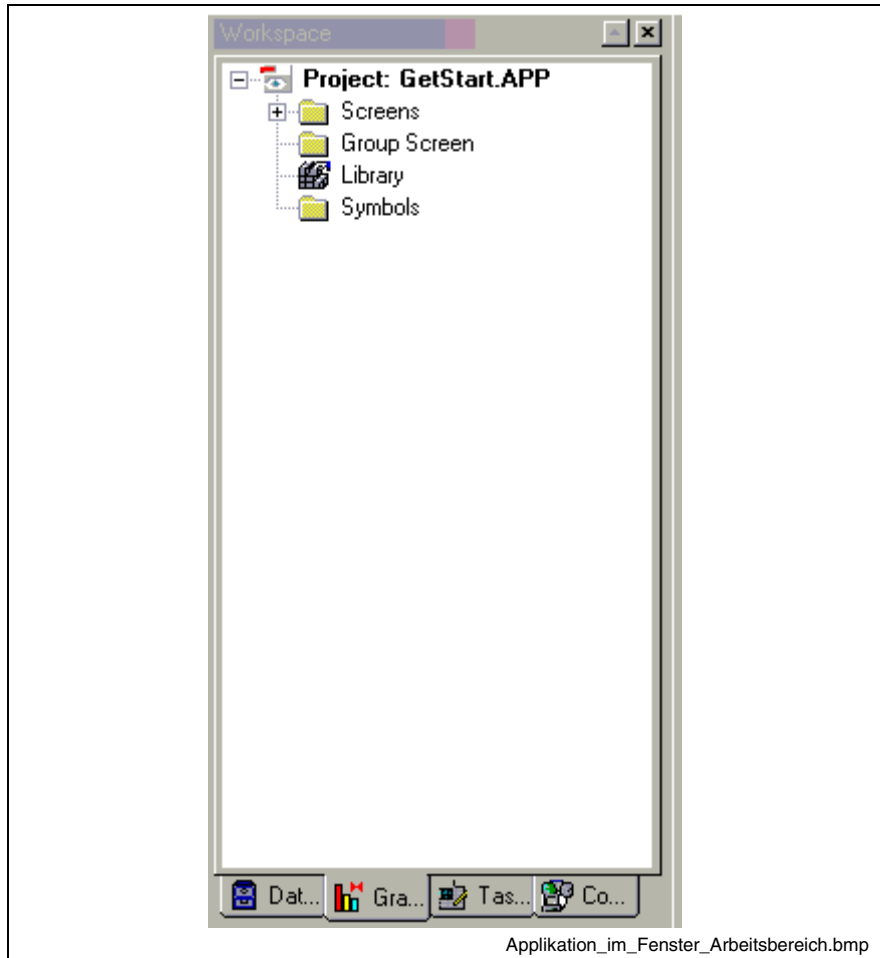 Workspace
Project: GetStart.APP
Screens
Group Screen
Library
Symbols
Dat... Gra... Tas... Co...
Applikation_im_Fenster_Arbeitsbereich.bmp